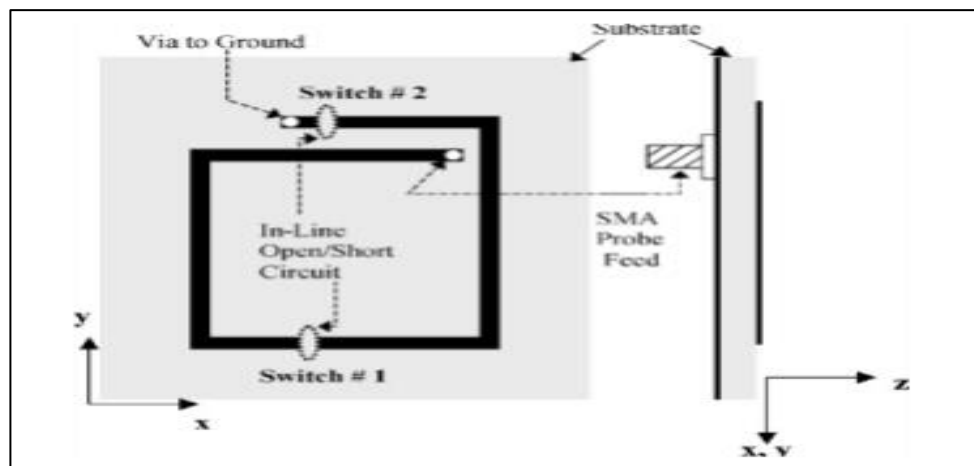 Substrate
Via to Ground
Switch # 2
In-Line
Open/Short
Circuit
SMA
Probe
Feed
y
Switch # 1
x
z
x, y